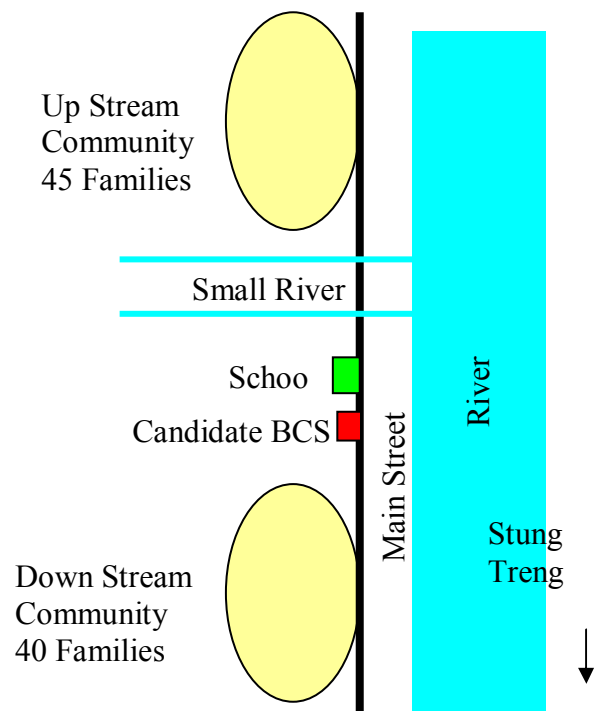 Up Stream
Community
45 Families
Small River
Schoo
Candidate BCS
River
Main Street
Stung
Treng
Down Stream
Community
40 Families